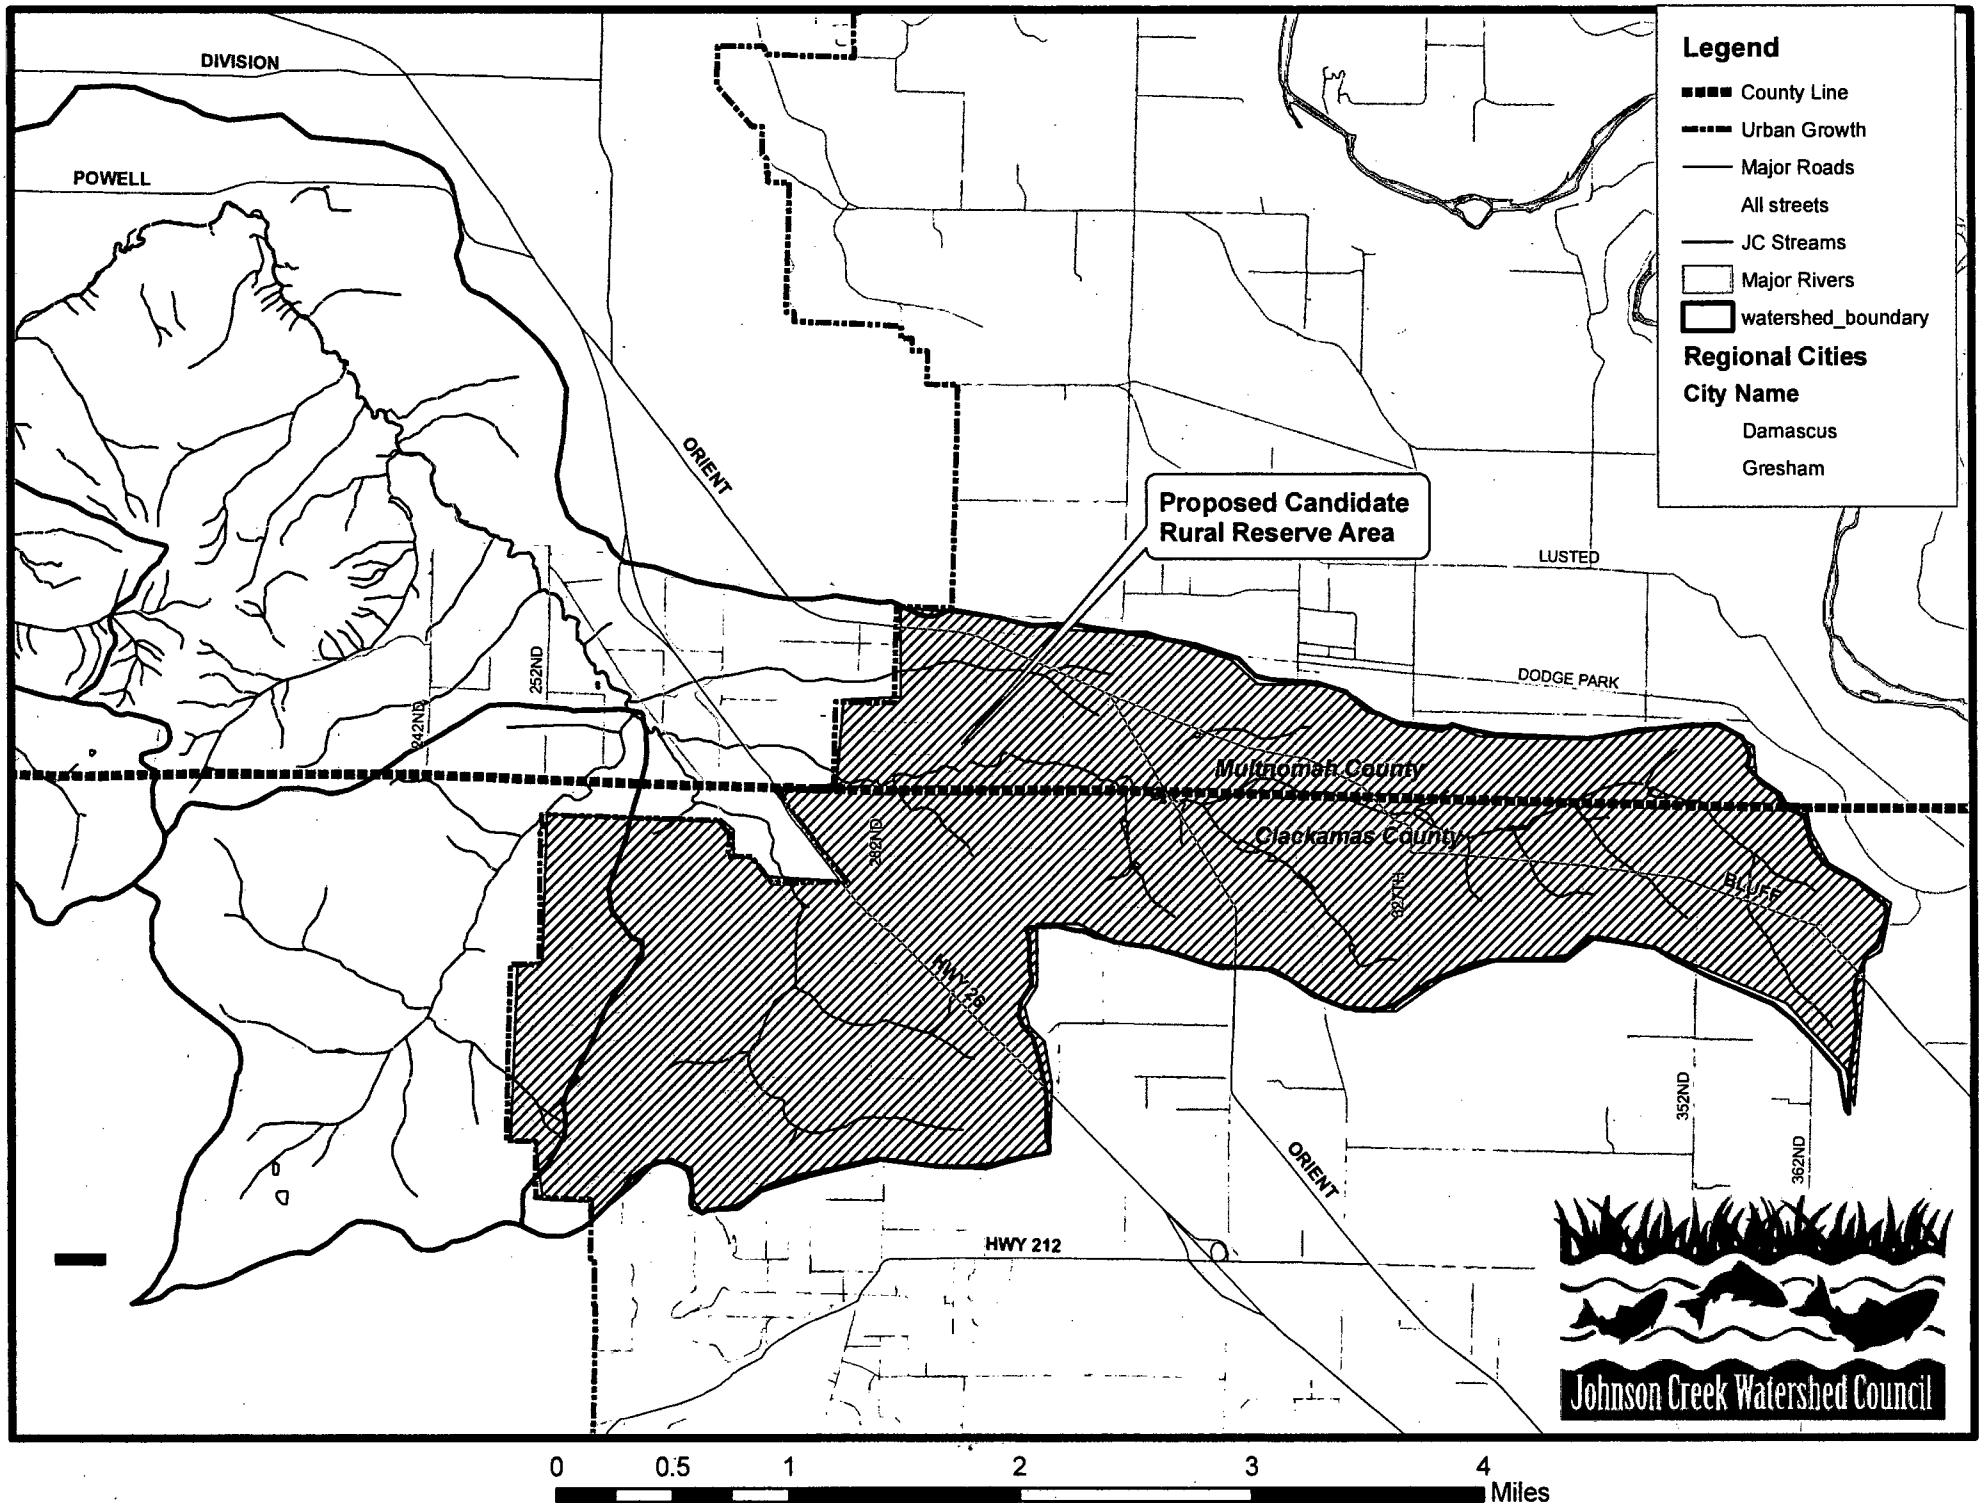 DIVISION
POWELL
ORIENT
Legend
County Line
Urban Growth
Major Roads
All streets
JC Streams
Major Rivers
watershed_boundary
Regional Cities
City Name
Damascus
Gresham
Proposed Candidate
Rural Reserve Area
LUSTED
DODGE PARK
252ND
242ND
Multnomah County
Clackamas County
282ND
327TH
BLUFF
HWY 26
352ND
362ND
ORIENT
HWY 212
Johnson Creek Watershed Council
0 0.5 1 2 3 4
Miles